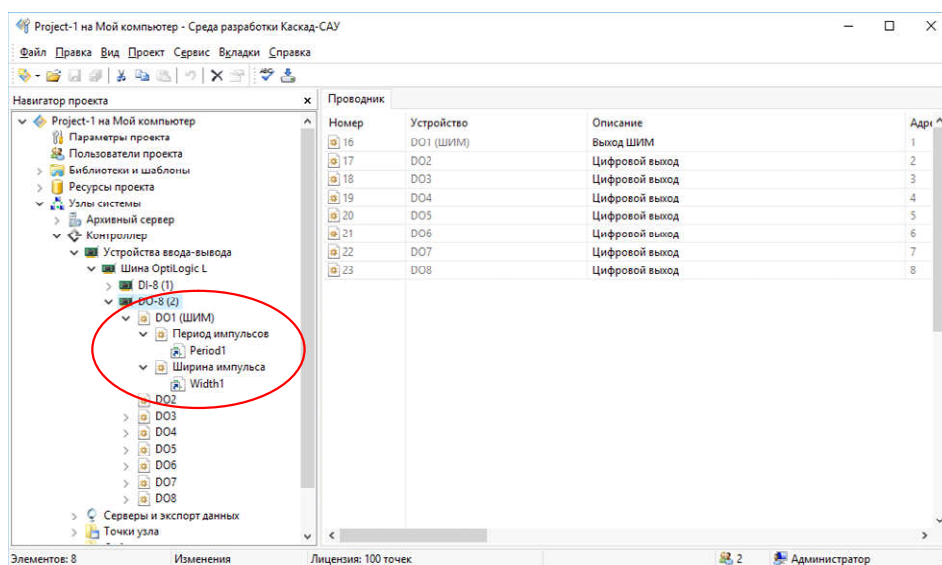 Project-1 на Мой компьютер - Среда разработки Каскад-САУ
Файл Правка Вид Проект Сервис Вкладки Справка
Навигатор проекта
Project-1 на Мой компьютер
Параметры проекта
Пользователи проекта
Библиотеки и шаблоны
Ресурсы проекта
Узлы системы
Архивный сервер
Контроллер
Устройства ввода-вывода
Шина OptiLogic L
DI-8 (1)
DO-8 (2)
DO1 (ШИМ)
Период импульсов
Period1
Ширина импульса
Width1
DO2
DO3
DO4
DO5
DO6
DO7
DO8
Серверы и экспорт данных
Точки узла
Проводник
Номер Устройство Описание
16 DO1 (ШИМ) Выход ШИМ 1
17 DO2 Цифровой выход 2
18 DO3 Цифровой выход 3
19 DO4 Цифровой выход 4
20 DO5 Цифровой выход 5
21 DO6 Цифровой выход 6
22 DO7 Цифровой выход 7
23 DO8 Цифровой выход 8
Элементов: 8 Изменения Лицензия: 100 точек 2 Администратор